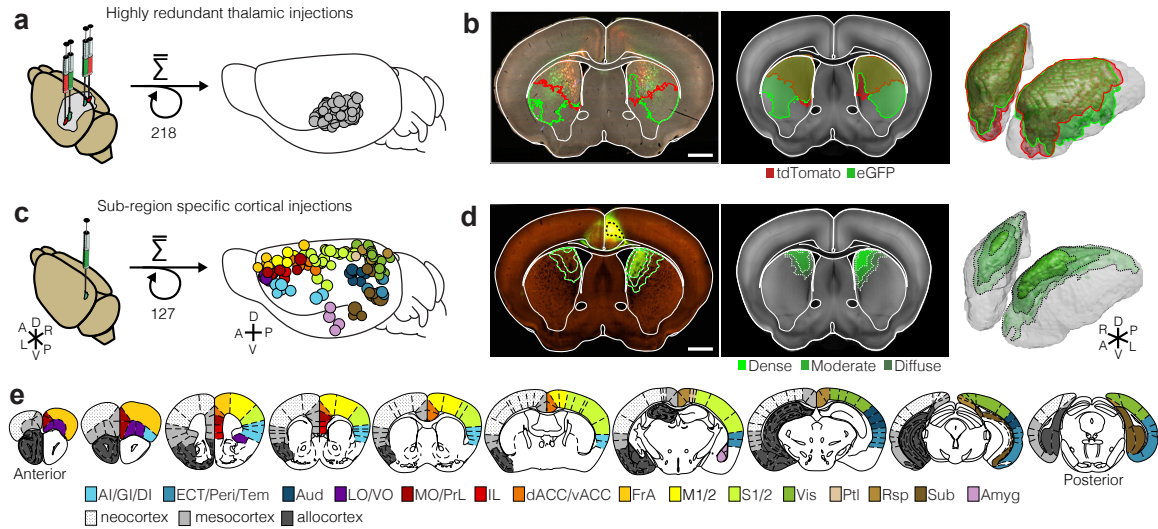 a
Highly redundant thalamic injections
Σ
218
b
tdTomato eGFP
c
Sub-region specific cortical injections
Σ
127
A D R
L V P
D
A P
V
d
Dense Moderate Diffuse
D
R P
A L
V
e
Anterior
Posterior
AI/GI/DI ECT/Peri/Tem Aud LO/VO MO/PrL IL dACC/vACC FrA M1/2 S1/2 Vis Ptl Rsp Sub Amyg
neocortex mesocortex allocortex